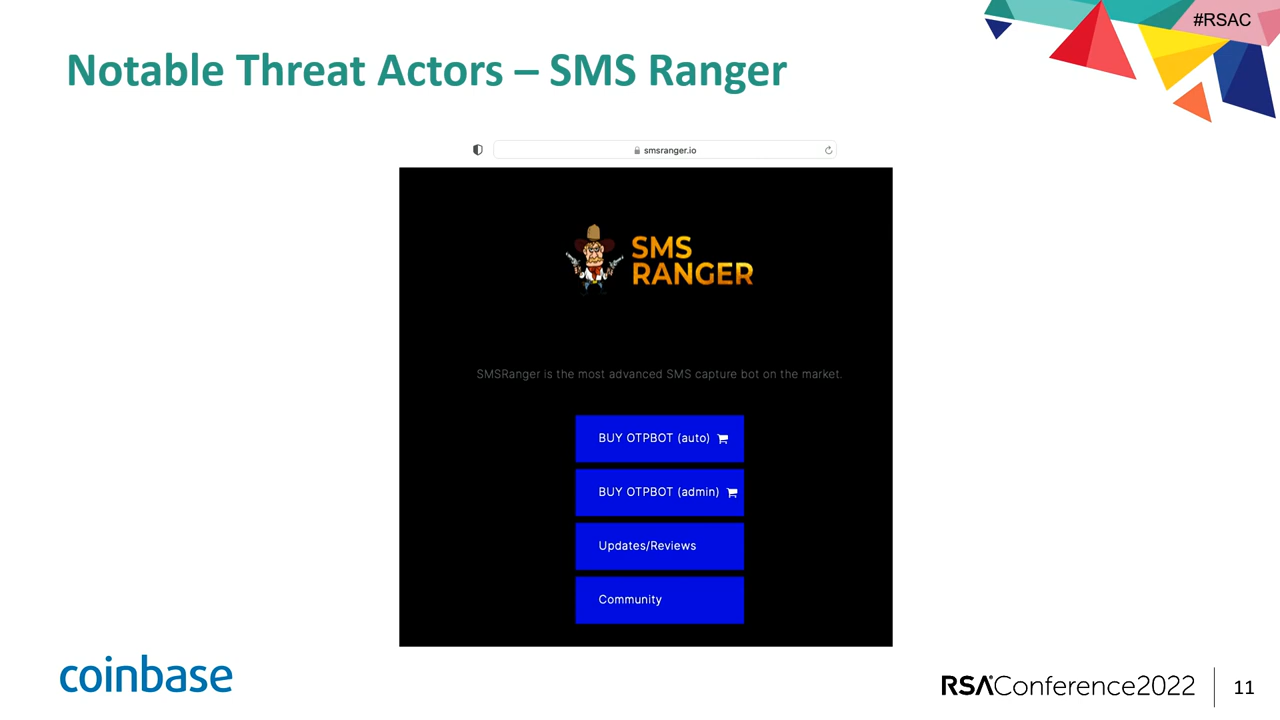 #RSAC
Notable Threat Actors – SMS Ranger
smsranger.io
SMS
RANGER
SMSRanger is the most advanced SMS capture bot on the market.
BUY OTPBOT (auto)
BUY OTPBOT (admin)
Updates/Reviews
Community
coinbase
RSAConference2022
11